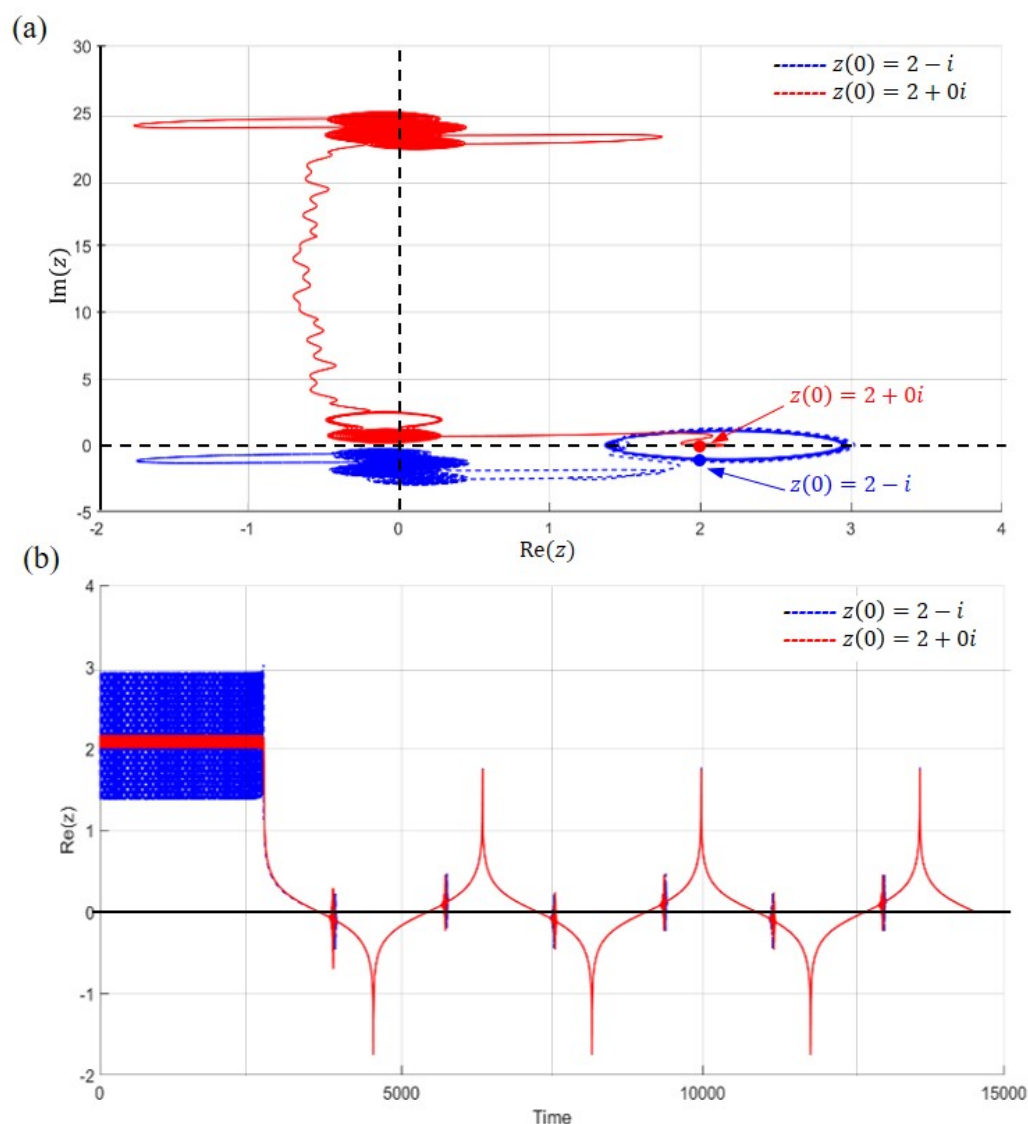 (a)
30
25
20
15
10
5
0
-5
Im(z)
z(0) = 2 − i
z(0) = 2 + 0i
z(0) = 2 + 0i
z(0) = 2 − i
-2
-1
0
1
2
3
4
Re(z)
(b)
4
3
2
1
0
-1
-2
Re(z)
z(0) = 2 − i
z(0) = 2 + 0i
0
5000
10000
15000
Time